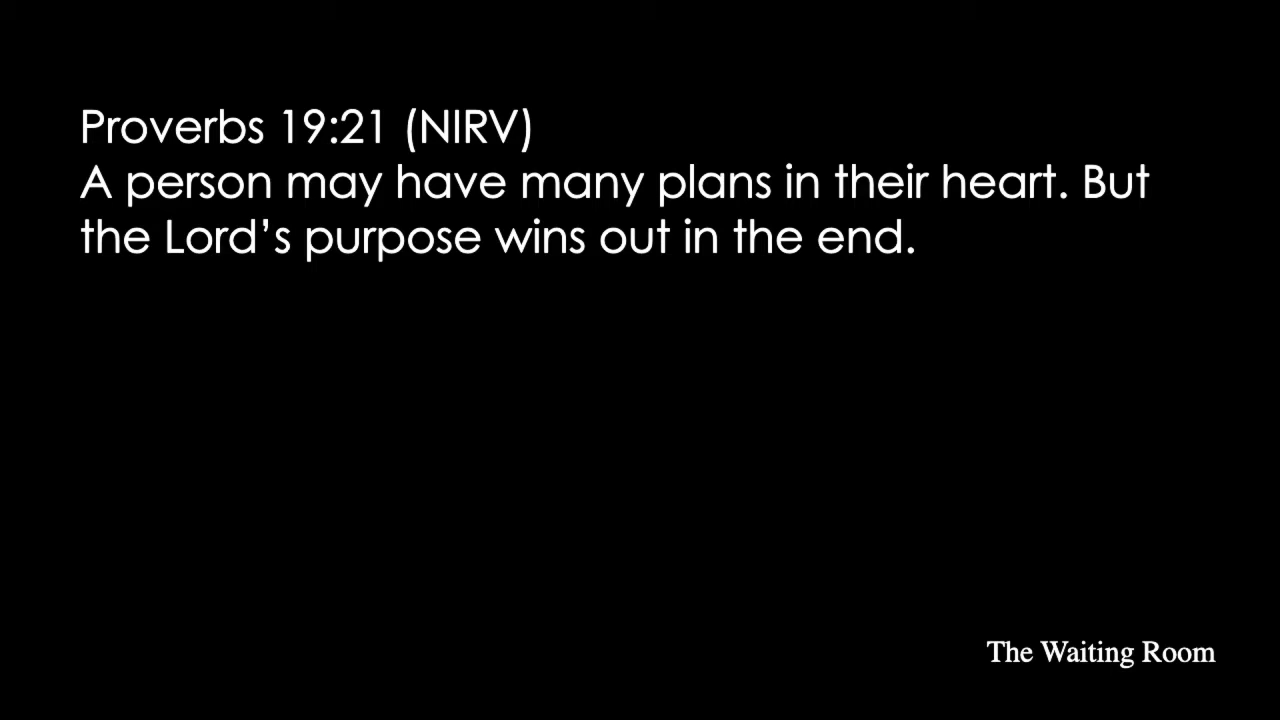 Proverbs 19:21 (NIRV)
A person may have many plans in their heart. But
the Lord’s purpose wins out in the end.
The Waiting Room